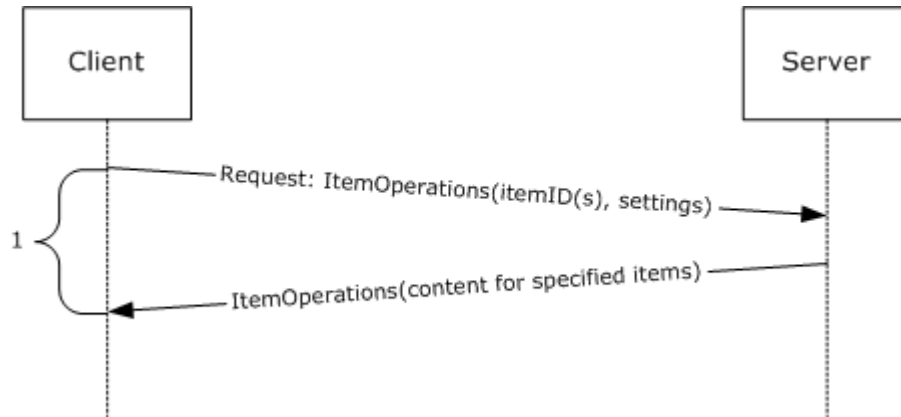 Client
Server
Request: ItemOperations(itemID(s), settings)
1
ItemOperations(content for specified items)